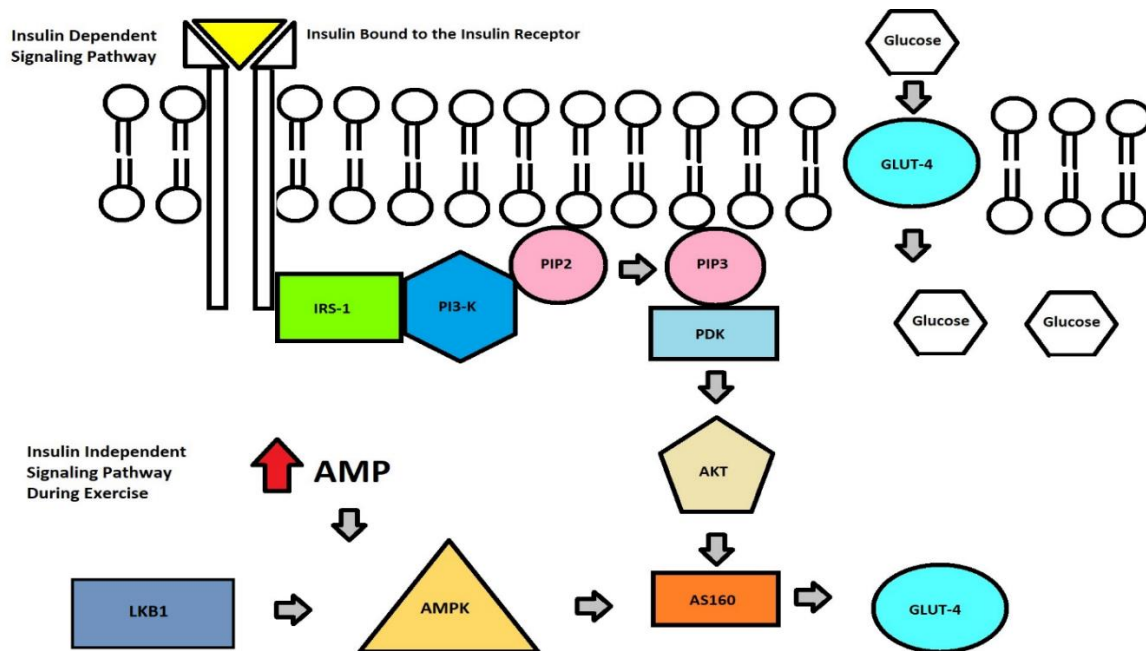 Insulin Dependent
Signaling Pathway
Insulin Bound to the Insulin Receptor
Glucose
GLUT-4
PIP2
PIP3
IRS-1
PI3-K
PDK
Glucose
Glucose
Insulin Independent
Signaling Pathway
During Exercise
AMP
AKT
LKB1
AMPK
AS160
GLUT-4